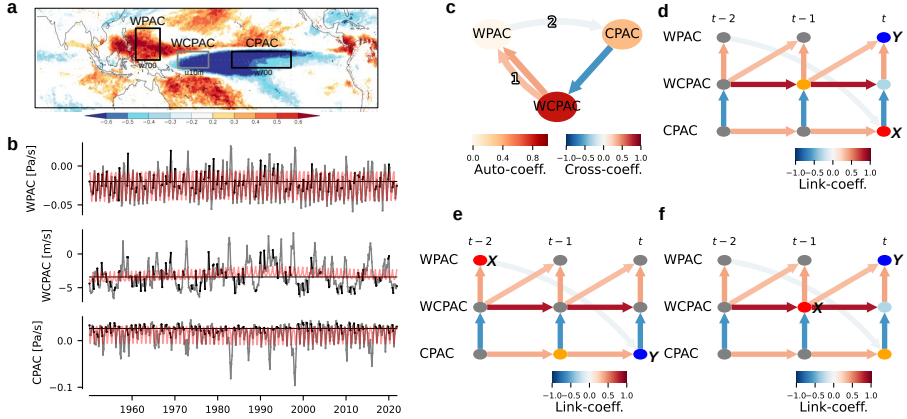 a
WPAC
WCPAC
CPAC
w700
u10m
w700
−0.6 −0.5 −0.4 −0.3 −0.2 0.2 0.3 0.4 0.5 0.6
b
WPAC [Pa/s]
0.00
−0.05
WCPAC [m/s]
0
−5
CPAC [Pa/s]
0.0
−0.1
1960 1970 1980 1990 2000 2010 2020
c
WPAC
2
CPAC
1
WCPAC
0.0 0.4 0.8
Auto-coeff.
−1.0−0.5 0.0 0.5 1.0
Cross-coeff.
d
t − 2 t − 1 t
WPAC
Y
WCPAC
CPAC
X
−1.0−0.5 0.0 0.5 1.0
Link-coeff.
e
t − 2 t − 1 t
WPAC
X
WCPAC
CPAC
Y
−1.0−0.5 0.0 0.5 1.0
Link-coeff.
f
t − 2 t − 1 t
WPAC
Y
WCPAC
X
CPAC
−1.0−0.5 0.0 0.5 1.0
Link-coeff.